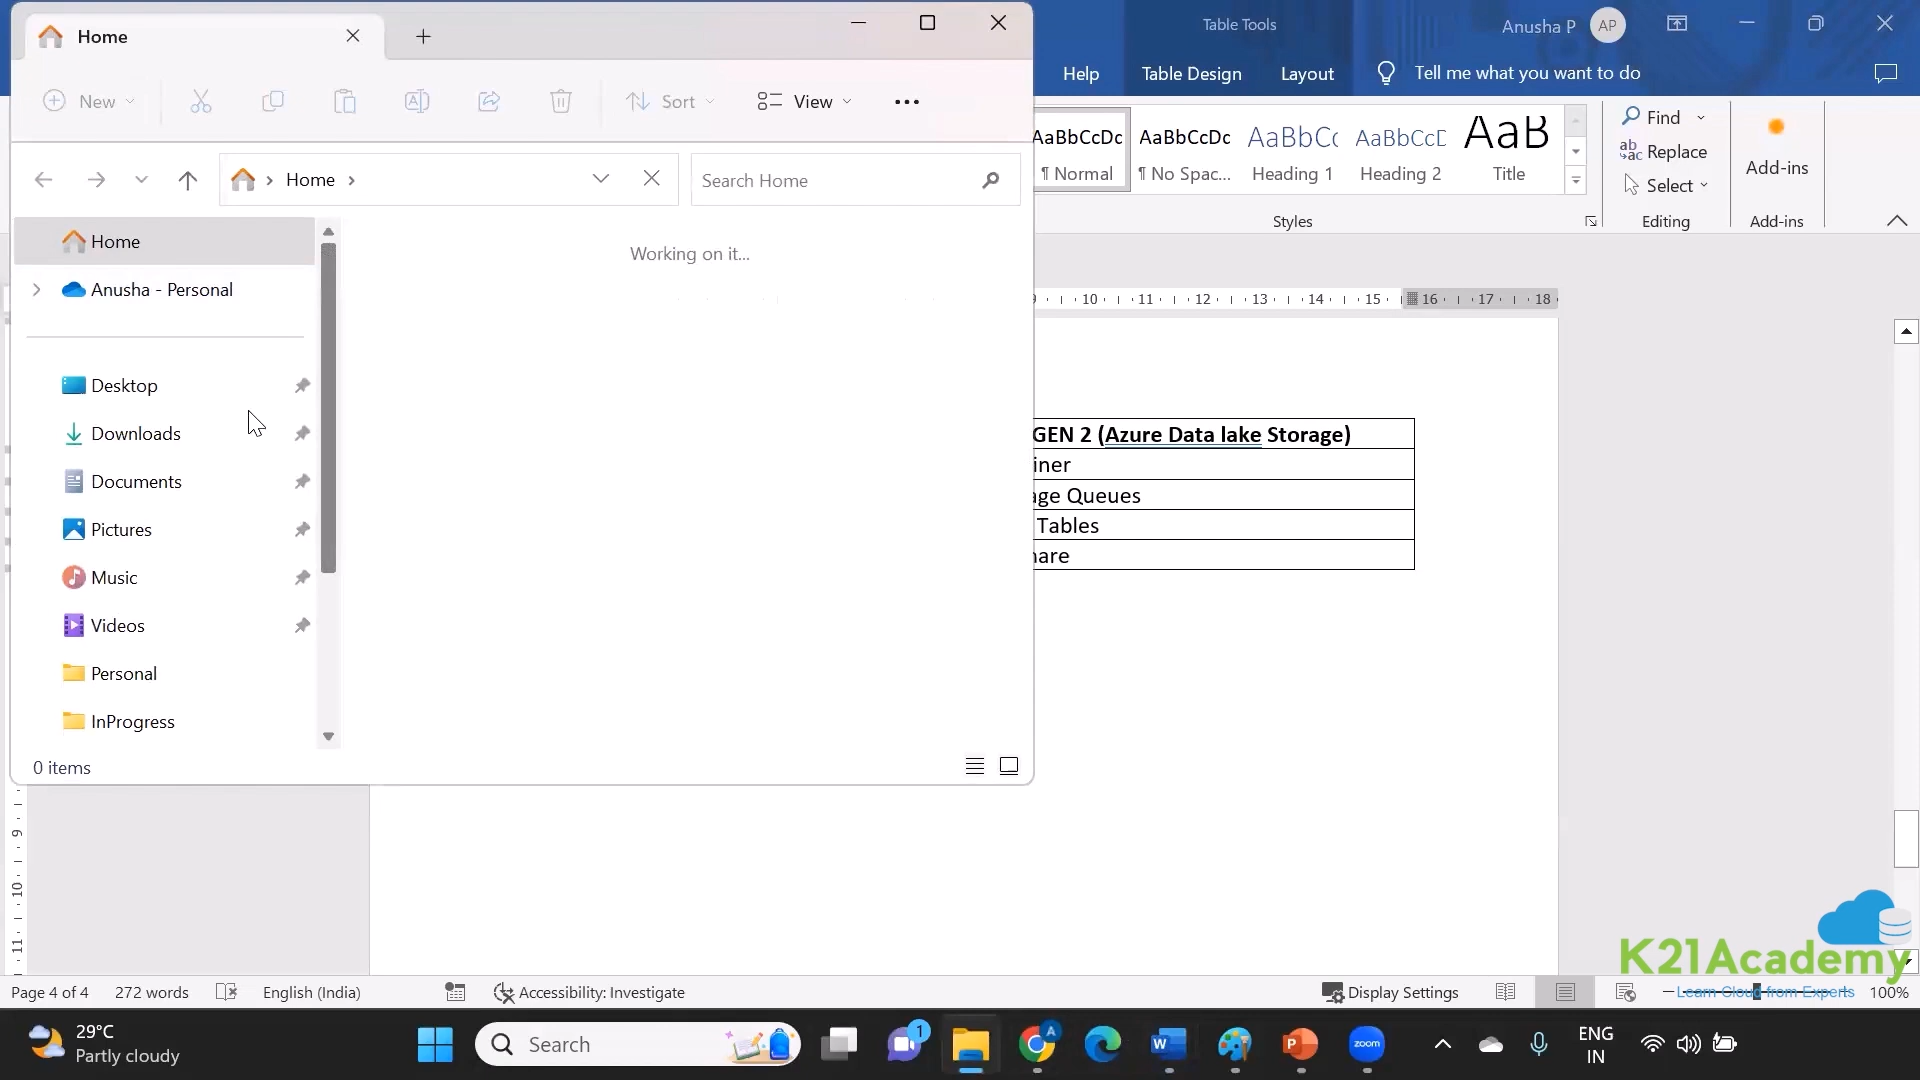 Home
New
Sort
View
Home
Search Home
Home
Anusha - Personal
Desktop
Downloads
Documents
Pictures
Music
Videos
Personal
InProgress
Working on it...
0 items
Table Tools
Anusha P
AP
Help
Table Design
Layout
Tell me what you want to do
AaBbCcDc
AaBbCcDc
AaBbCc
AaBbCcD
AaB
¶ Normal
¶ No Spac...
Heading 1
Heading 2
Title
Styles
Find
Replace
Select
Editing
Add-ins
Add-ins
10 11 12 13 14 15 16 17 18
GEN 2 (Azure Data lake Storage)
iner
age Queues
Tables
hare
9
10
11
K21Academy
Learn Cloud from Experts
Page 4 of 4
272 words
English (India)
Accessibility: Investigate
Display Settings
100%
29°C
Partly cloudy
Search
1
A
zoom
ENG
IN